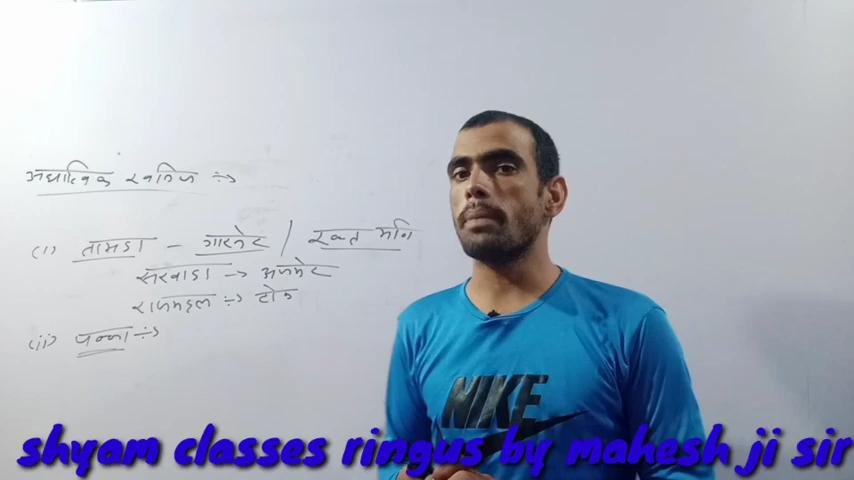 अधात्विक खनिज ÷>
(i) तामडा - गारनेट / रक्त मणि
सरवाडा → अजमेर
राजमहल ÷> टोंक
(ii) पन्ना ÷>
NIKE
shyam classes ringus by mahesh ji sir